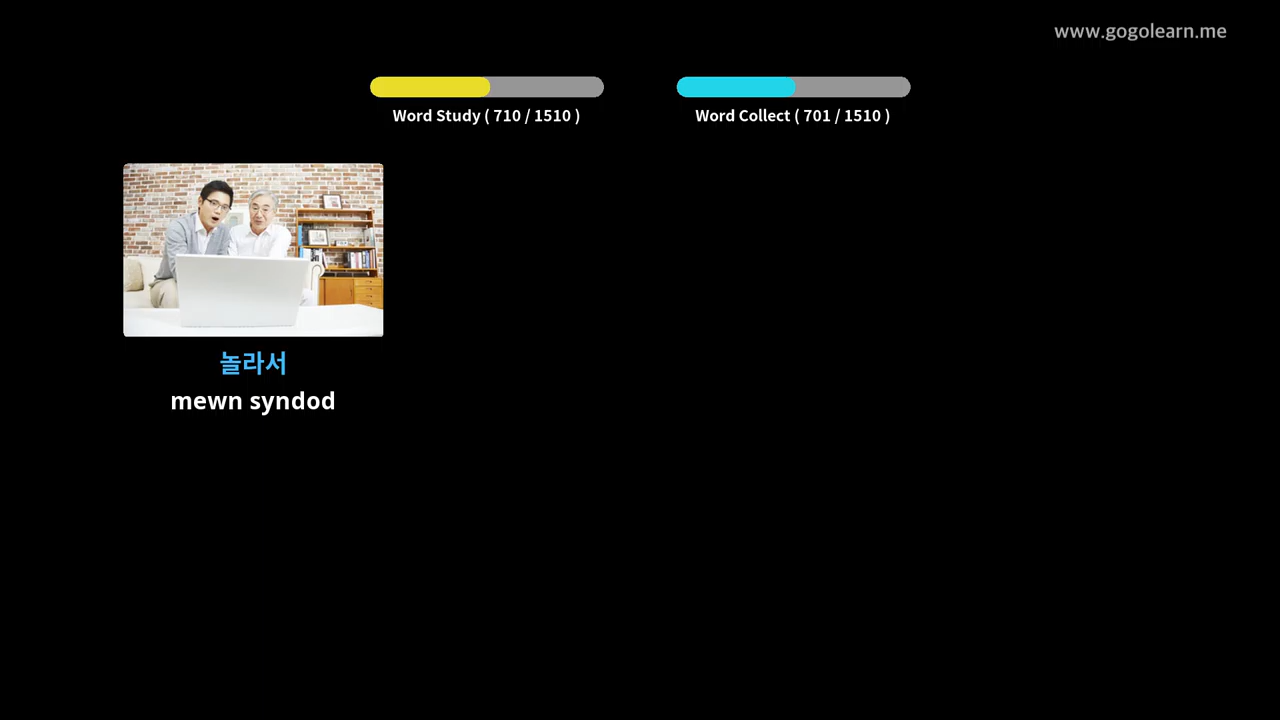 www.gogolearn.me
Word Study ( 710 / 1510 )
Word Collect ( 701 / 1510 )
놀라서
mewn syndod